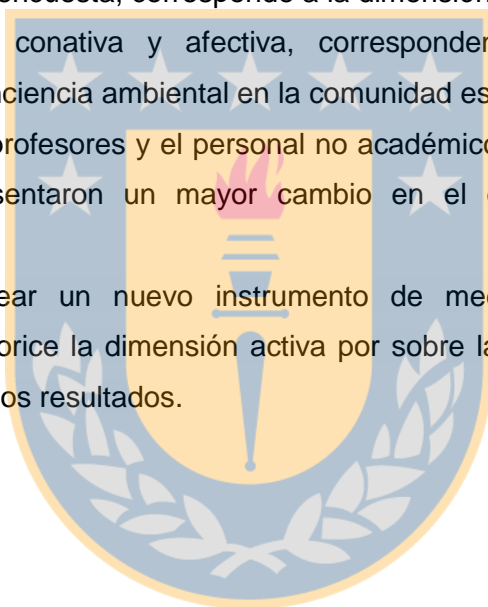 encuesta, corresponde a la dimensión
conativa y afectiva, corresponden
ciencia ambiental en la comunidad es
profesores y el personal no académico
sentaron un mayor cambio en el
ear un nuevo instrumento de me
orice la dimensión activa por sobre la
os resultados.